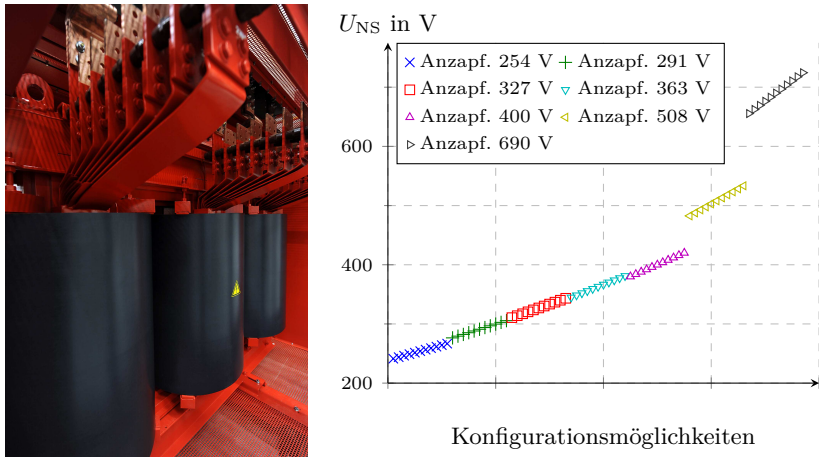 U_NS in V
Anzapf. 254 V Anzapf. 291 V
Anzapf. 327 V Anzapf. 363 V
Anzapf. 400 V Anzapf. 508 V
Anzapf. 690 V
600
400
200
Konfigurationsmöglichkeiten